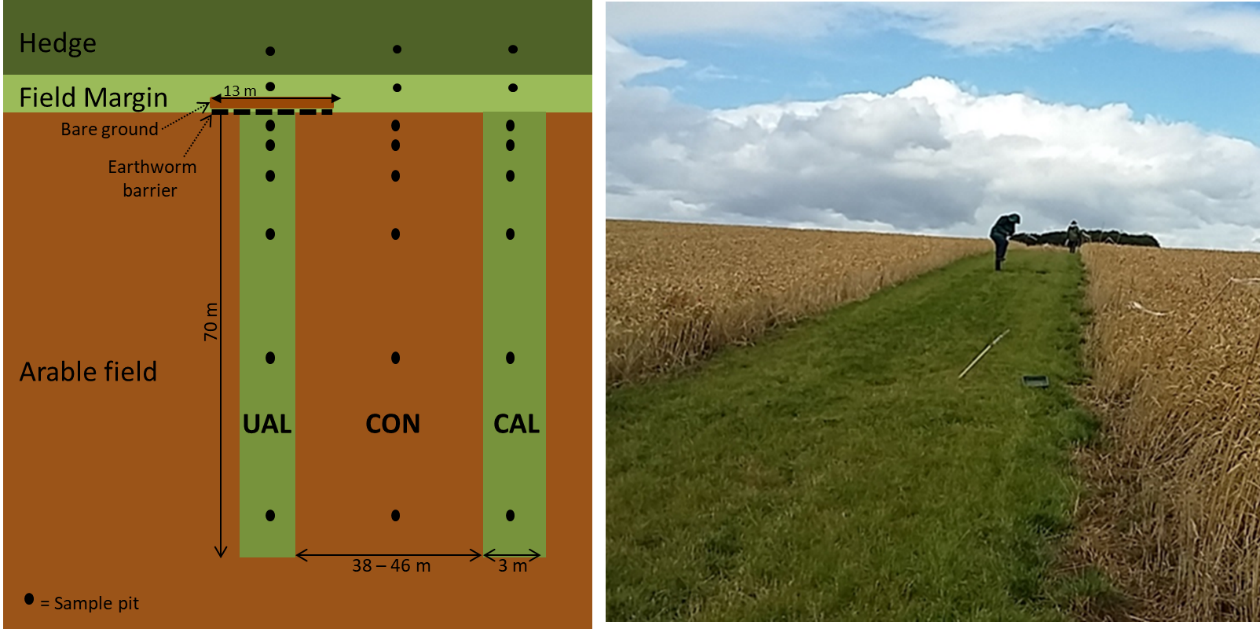 Hedge
Field Margin
13 m
Bare ground
Earthworm
barrier
70 m
Arable field
UAL
CON
CAL
38 – 46 m
3 m
= Sample pit